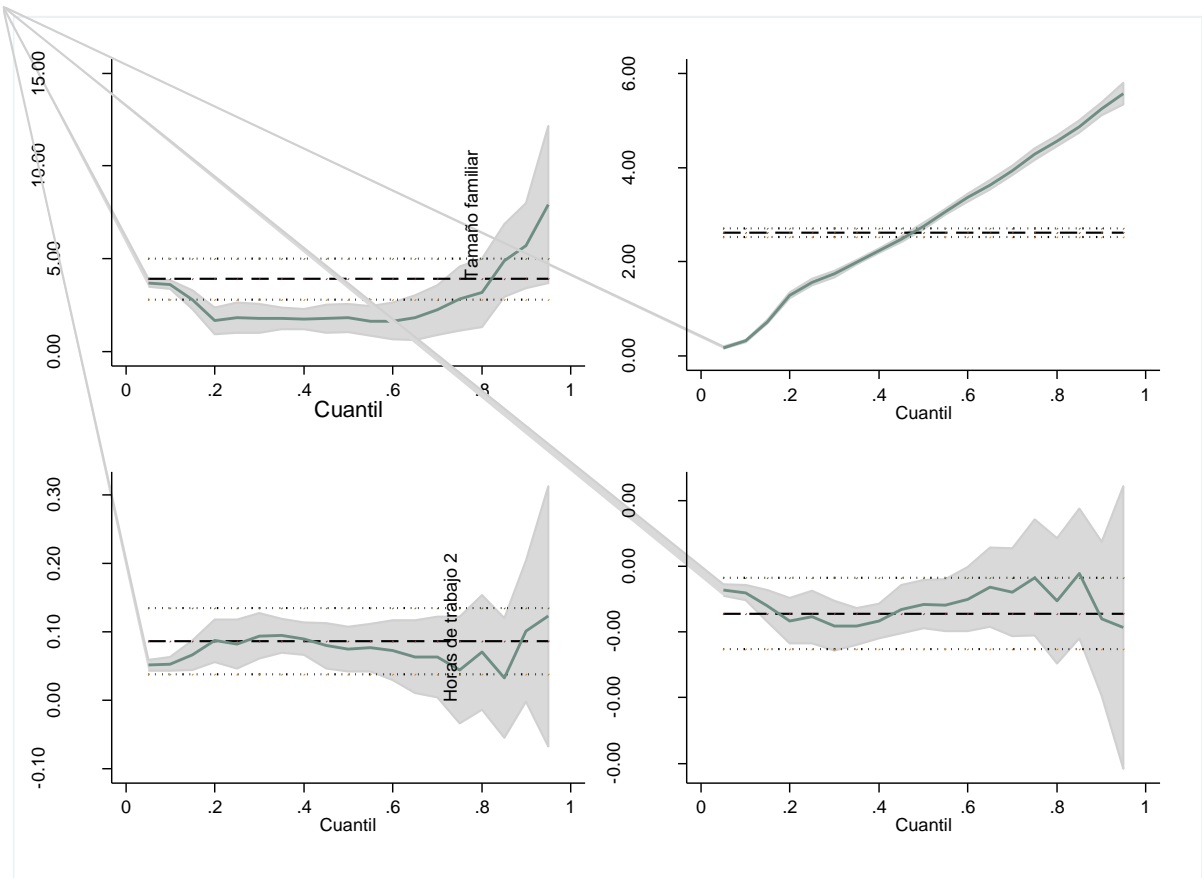 15.00
10.00
5.00
0.00
Tamaño familiar
0 .2 .4 .6 .8 1
Cuantil
6.00
4.00
2.00
0.00
0 .2 .4 .6 .8 1
Cuantil
0.30
0.20
0.10
0.00
-0.10
Horas de trabajo 2
0 .2 .4 .6 .8 1
Cuantil
0.00
0.00
-0.00
-0.00
-0.00
0 .2 .4 .6 .8 1
Cuantil